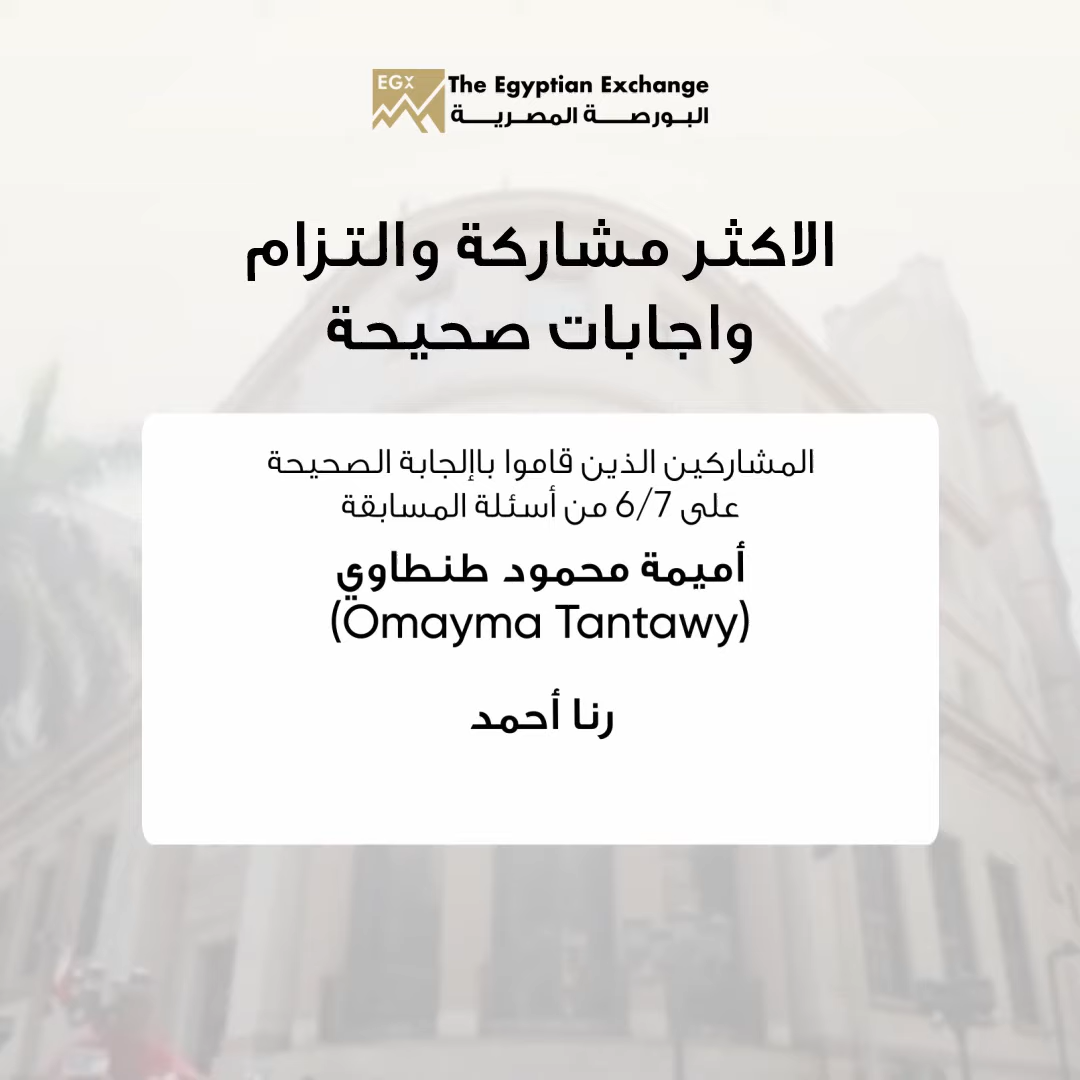 EGX
The Egyptian Exchange
البورصة المصرية
الاكثر مشاركة والتزام
واجابات صحيحة
المشاركين الذين قاموا باإلجابة الصحيحة
على 6/7 من أسئلة المسابقة
أميمة محمود طنطاوي
(Omayma Tantawy)
رنا أحمد